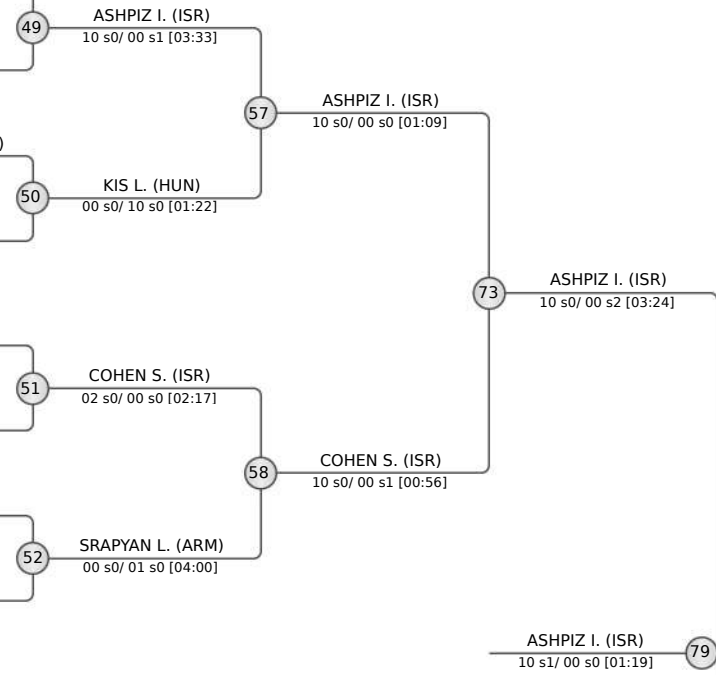 49
ASHPIZ I. (ISR)
10 s0/ 00 s1 [03:33]
57
ASHPIZ I. (ISR)
10 s0/ 00 s0 [01:09]
)
50
KIS L. (HUN)
00 s0/ 10 s0 [01:22]
73
ASHPIZ I. (ISR)
10 s0/ 00 s2 [03:24]
51
COHEN S. (ISR)
02 s0/ 00 s0 [02:17]
58
COHEN S. (ISR)
10 s0/ 00 s1 [00:56]
52
SRAPYAN L. (ARM)
00 s0/ 01 s0 [04:00]
ASHPIZ I. (ISR)
10 s1/ 00 s0 [01:19]
79